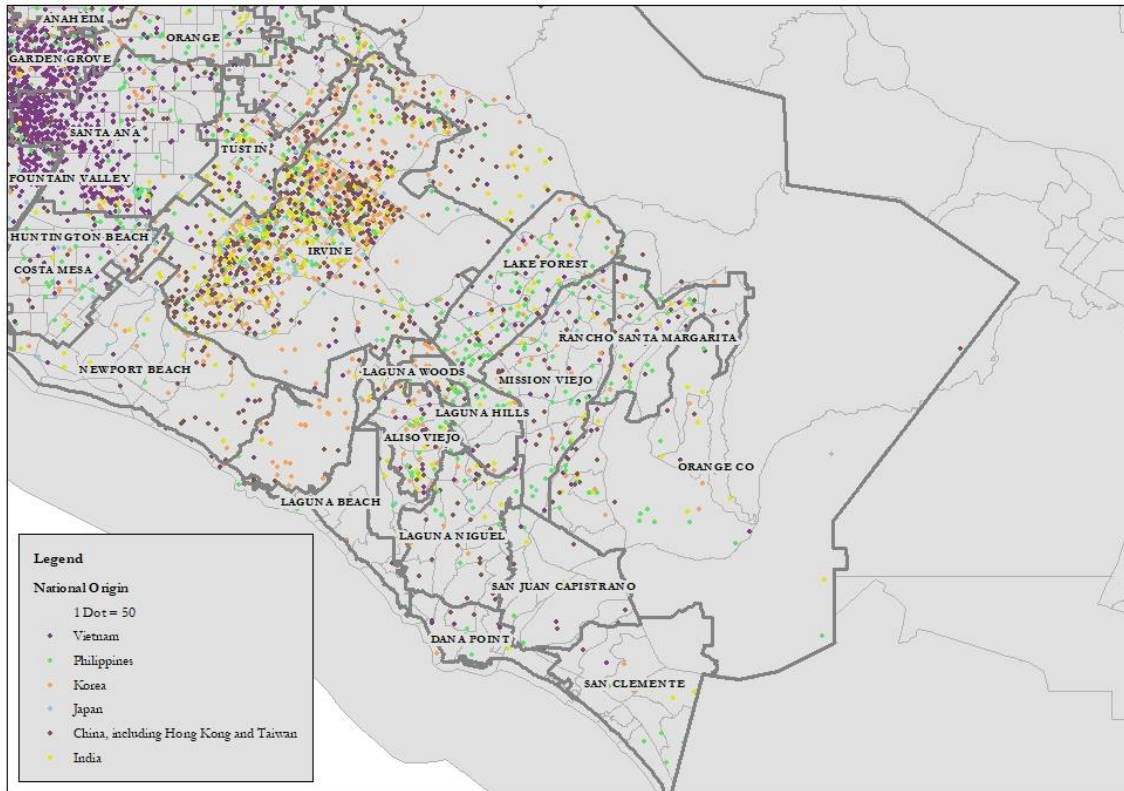 ANAHEIM
ORANGE
GARDEN GROVE
SANTA ANA
TUSTIN
FOUNTAIN VALLEY
HUNTINGTON BEACH
IRVINE
COSTA MESA
LAKE FOREST
RANCHO SANTA MARGARITA
NEWPORT BEACH
LAGUNA WOODS
MISSION VIEJO
LAGUNA HILLS
ALISO VIEJO
ORANGE CO
LAGUNA BEACH
LAGUNA NIGUEL
SAN JUAN CAPISTRANO
DANA POINT
SAN CLEMENTE
Legend
National Origin
1 Dot = 50
Vietnam
Philippines
Korea
Japan
China, including Hong Kong and Taiwan
India